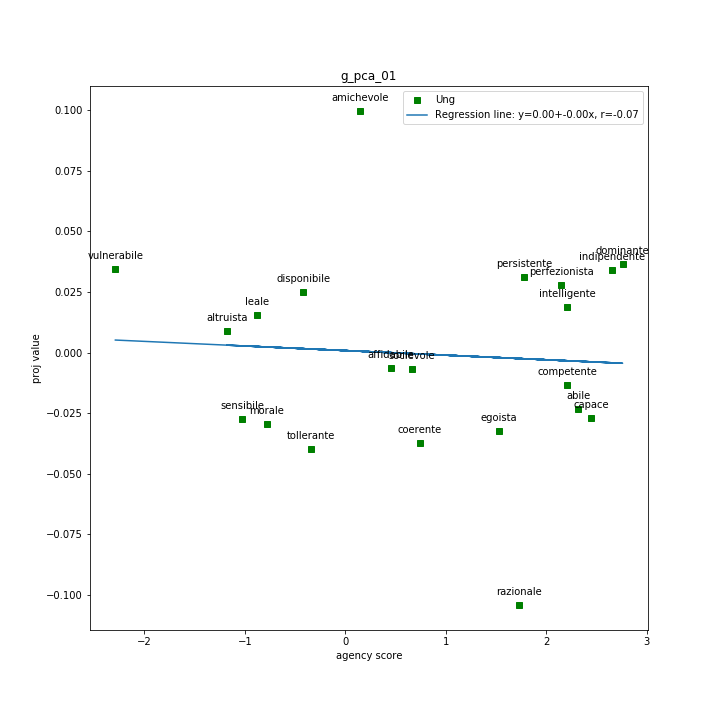 g_pca_01
Ung
Regression line: y=0.00+-0.00x, r=-0.07
amichevole
vulnerabile
dominante
indipendente
persistente
perfezionista
disponibile
intelligente
leale
altruista
affidabile
socievole
competente
abile
capace
sensibile
morale
egoista
coerente
tollerante
razionale
0.100
0.075
0.050
0.025
0.000
−0.025
−0.050
−0.075
−0.100
proj value
−2
−1
0
1
2
3
agency score